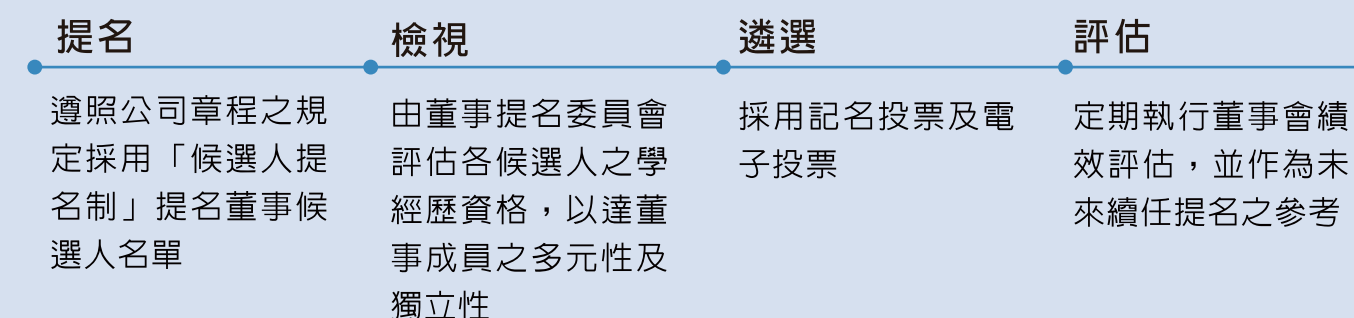 提名
遵照公司章程之規
定採用「候選人提
名制」提名董事候
選人名單
檢視
由董事提名委員會
評估各候選人之學
經歷資格，以達董
事成員之多元性及
獨立性
遴選
採用記名投票及電
子投票
評估
定期執行董事會績
效評估，並作為未
來續任提名之參考